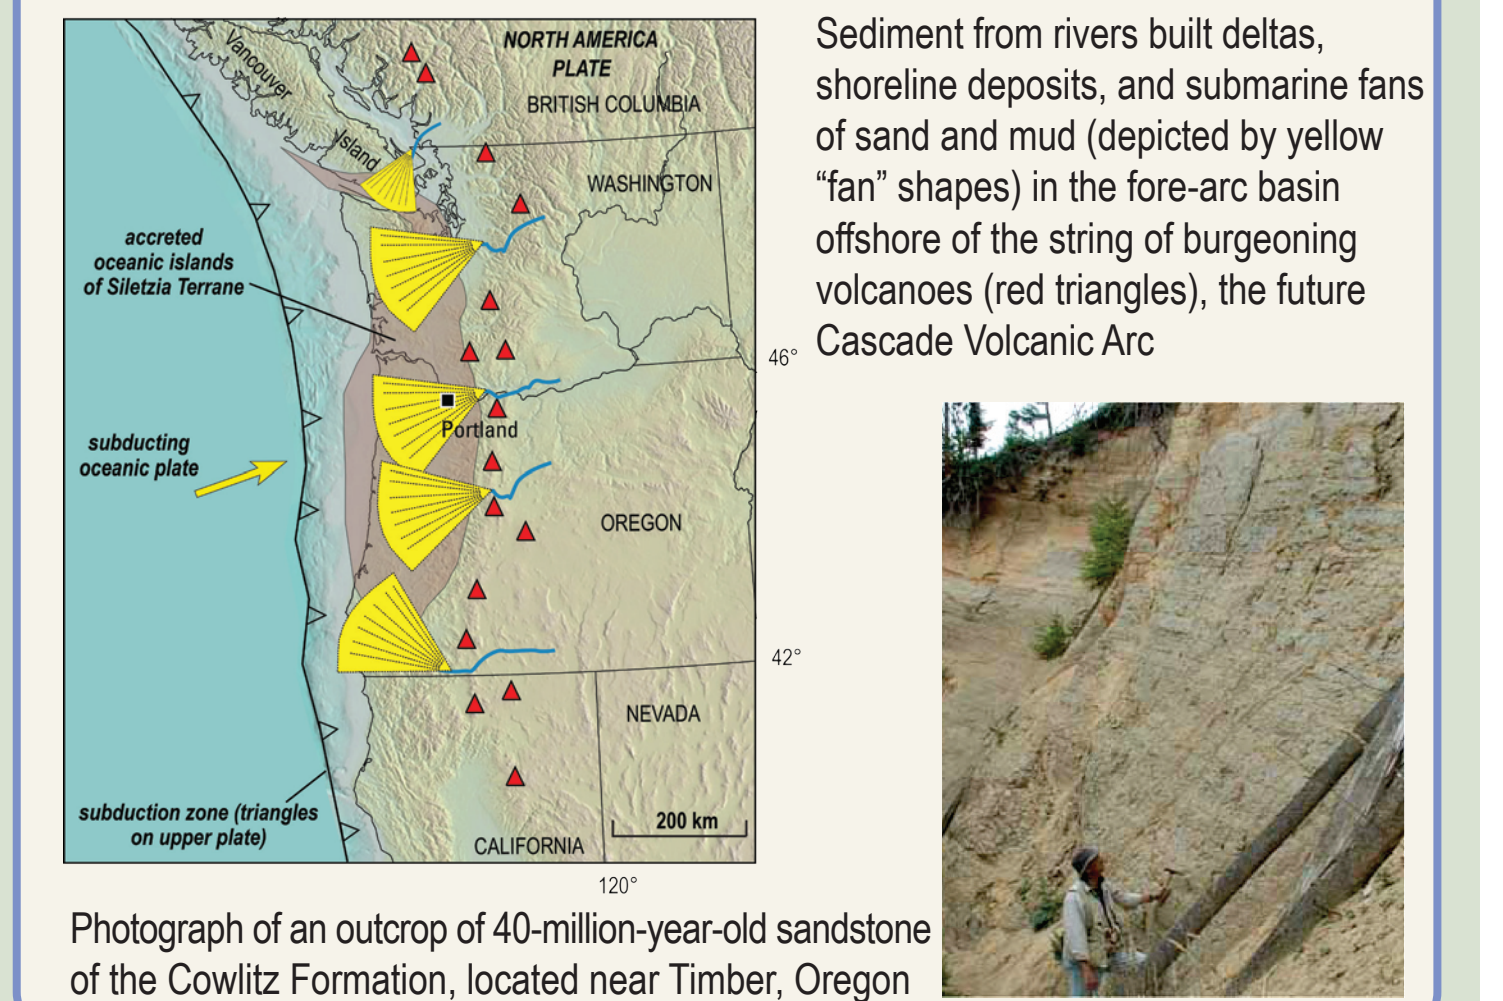 NORTH AMERICA
PLATE
BRITISH COLUMBIA
Vancouver
Island
WASHINGTON
accreted
oceanic islands
of Siletzia Terrane
46°
Portland
subducting
oceanic plate
OREGON
42°
NEVADA
subduction zone (triangles
on upper plate)
200 km
CALIFORNIA
120°
Sediment from rivers built deltas,
shoreline deposits, and submarine fans
of sand and mud (depicted by yellow
“fan” shapes) in the fore-arc basin
offshore of the string of burgeoning
volcanoes (red triangles), the future
Cascade Volcanic Arc
Photograph of an outcrop of 40-million-year-old sandstone
of the Cowlitz Formation, located near Timber, Oregon